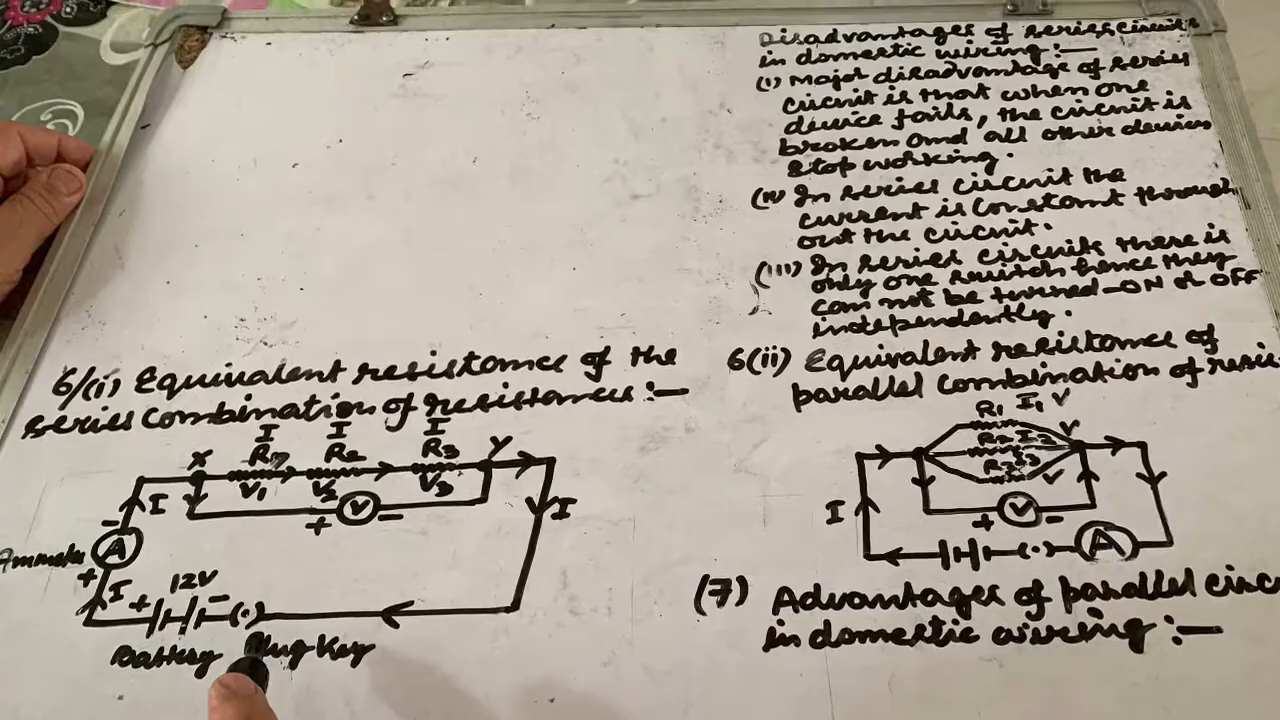 Disadvantages of series circuits
in domestic wiring:—
(i) Major disadvantage of series
circuit is that when one
device fails, the circuit is
broken and all other devices
stop working.
(ii) In series circuit the
current is constant through
out the circuit.
(iii) In series circuits there is
only one switch hence they
can not be turned-ON or OFF
independently.
6/(i) Equivalent resistance of the
series combination of resistances:—
I I I
X R1 R2 R3 Y
V1 V2 V3
I
+ V -
I
-
A
Ammeter
+
I
+ 12V -
Battery Plug Key
6(ii) Equivalent resistance of
parallel combination of resis
R1 I1 V
R2 I2 V
R3 I3 V
I
+ V -
A
(7) Advantages of parallel circ
in domestic wiring:—